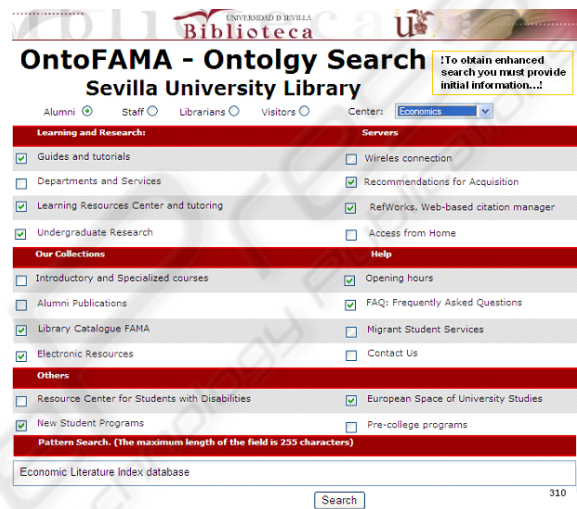 UNIVERSIDAD D SEVILLA
Biblioteca
OntoFAMA - Ontolgy Search
Sevilla University Library
!To obtain enhanced
search you must provide
initial information...!
Alumni Staff Librarians Visitors Center: Economics
Learning and Research: Servers
Guides and tutorials Wireles connection
Departments and Services Recommendations for Acquisition
Learning Resources Center and tutoring RefWorks. Web-based citation manager
Undergraduate Research Access from Home
Our Collections Help
Introductory and Specialized courses Opening hours
Alumni Publications FAQ: Frequently Asked Questions
Library Catalogue FAMA Migrant Student Services
Electronic Resources Contact Us
Others
Resource Center for Students with Disabilities European Space of University Studies
New Student Programs Pre-college programs
Pattern Search. (The maximum length of the field is 255 characters)
Economic Literature Index database
310
Search